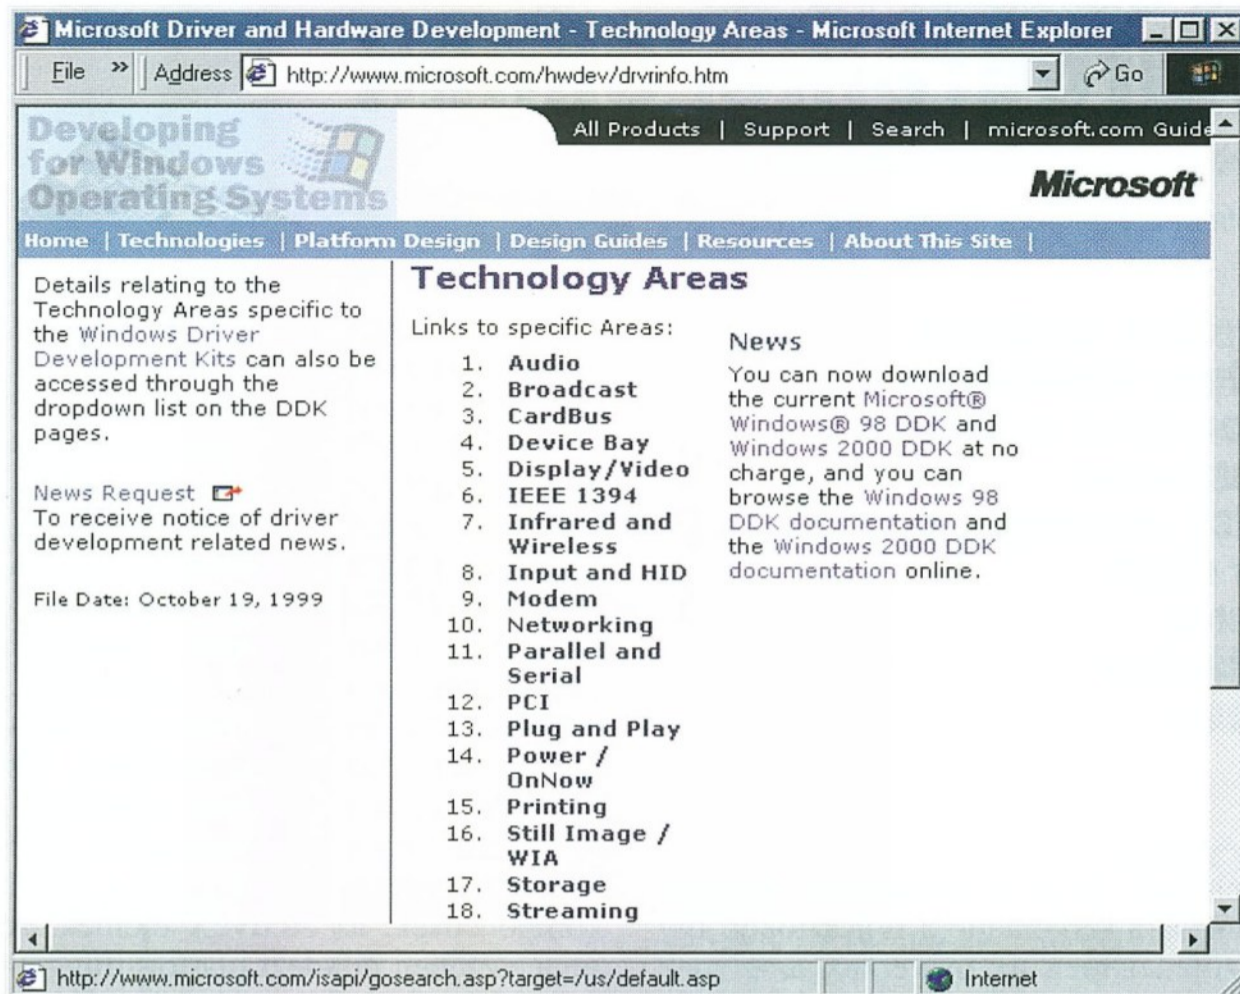 Microsoft Driver and Hardware Development - Technology Areas - Microsoft Internet Explorer
File » Address http://www.microsoft.com/hwdev/drvrinfo.htm Go
Developing
for Windows
Operating Systems
All Products | Support | Search | microsoft.com Guide
Microsoft
Home | Technologies | Platform Design | Design Guides | Resources | About This Site |
Details relating to the
Technology Areas specific to
the Windows Driver
Development Kits can also be
accessed through the
dropdown list on the DDK
pages.
News Request
To receive notice of driver
development related news.
File Date: October 19, 1999
Technology Areas
Links to specific Areas:
1. Audio
2. Broadcast
3. CardBus
4. Device Bay
5. Display/Video
6. IEEE 1394
7. Infrared and
Wireless
8. Input and HID
9. Modem
10. Networking
11. Parallel and
Serial
12. PCI
13. Plug and Play
14. Power /
OnNow
15. Printing
16. Still Image /
WIA
17. Storage
18. Streaming
News
You can now download
the current Microsoft®
Windows® 98 DDK and
Windows 2000 DDK at no
charge, and you can
browse the Windows 98
DDK documentation and
the Windows 2000 DDK
documentation online.
http://www.microsoft.com/isapi/gosearch.asp?target=/us/default.asp
Internet